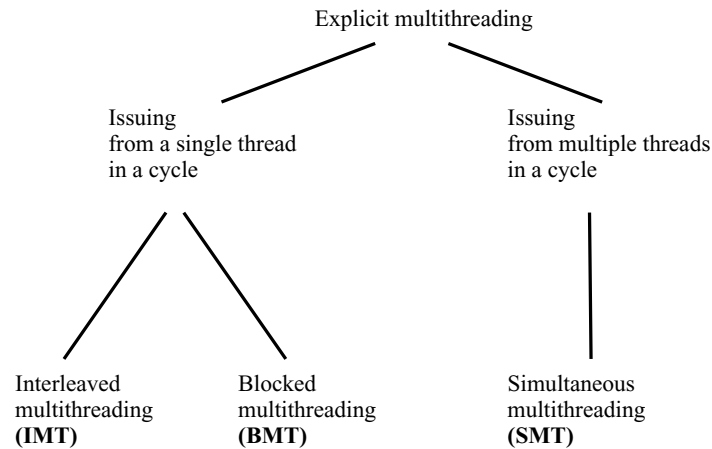 Explicit multithreading
Issuing
from a single thread
in a cycle
Issuing
from multiple threads
in a cycle
Interleaved
multithreading
(IMT)
Blocked
multithreading
(BMT)
Simultaneous
multithreading
(SMT)